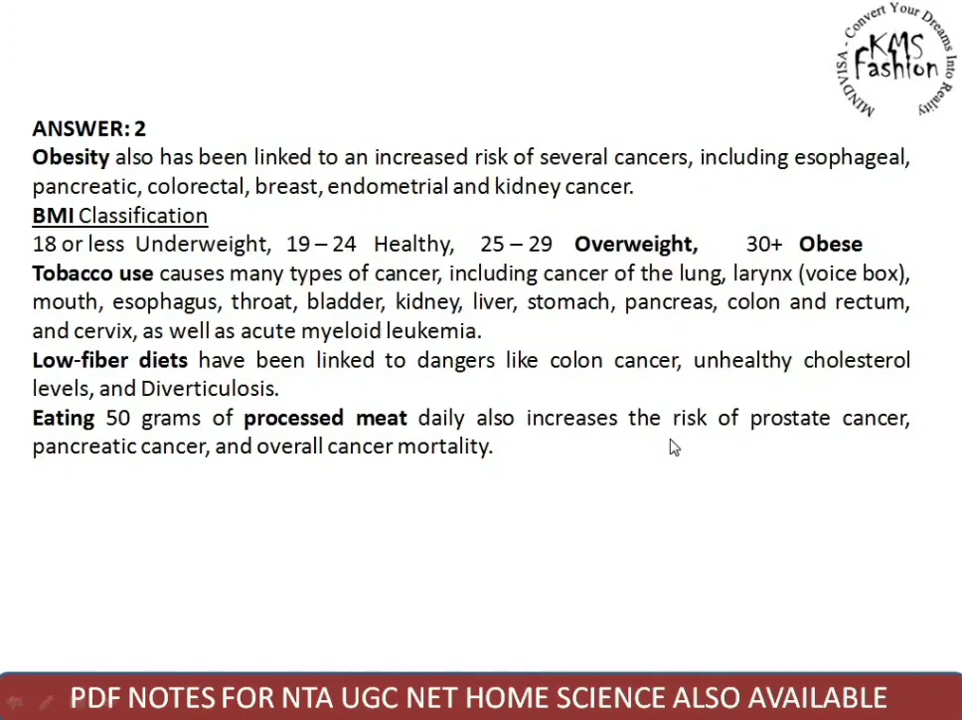 MINDVISA - Convert Your Dreams Into Reality
KMS
Fashion
ANSWER: 2
Obesity also has been linked to an increased risk of several cancers, including esophageal,
pancreatic, colorectal, breast, endometrial and kidney cancer.
BMI Classification
18 or less Underweight, 19 – 24 Healthy, 25 – 29 Overweight, 30+ Obese
Tobacco use causes many types of cancer, including cancer of the lung, larynx (voice box),
mouth, esophagus, throat, bladder, kidney, liver, stomach, pancreas, colon and rectum,
and cervix, as well as acute myeloid leukemia.
Low-fiber diets have been linked to dangers like colon cancer, unhealthy cholesterol
levels, and Diverticulosis.
Eating 50 grams of processed meat daily also increases the risk of prostate cancer,
pancreatic cancer, and overall cancer mortality.
PDF NOTES FOR NTA UGC NET HOME SCIENCE ALSO AVAILABLE